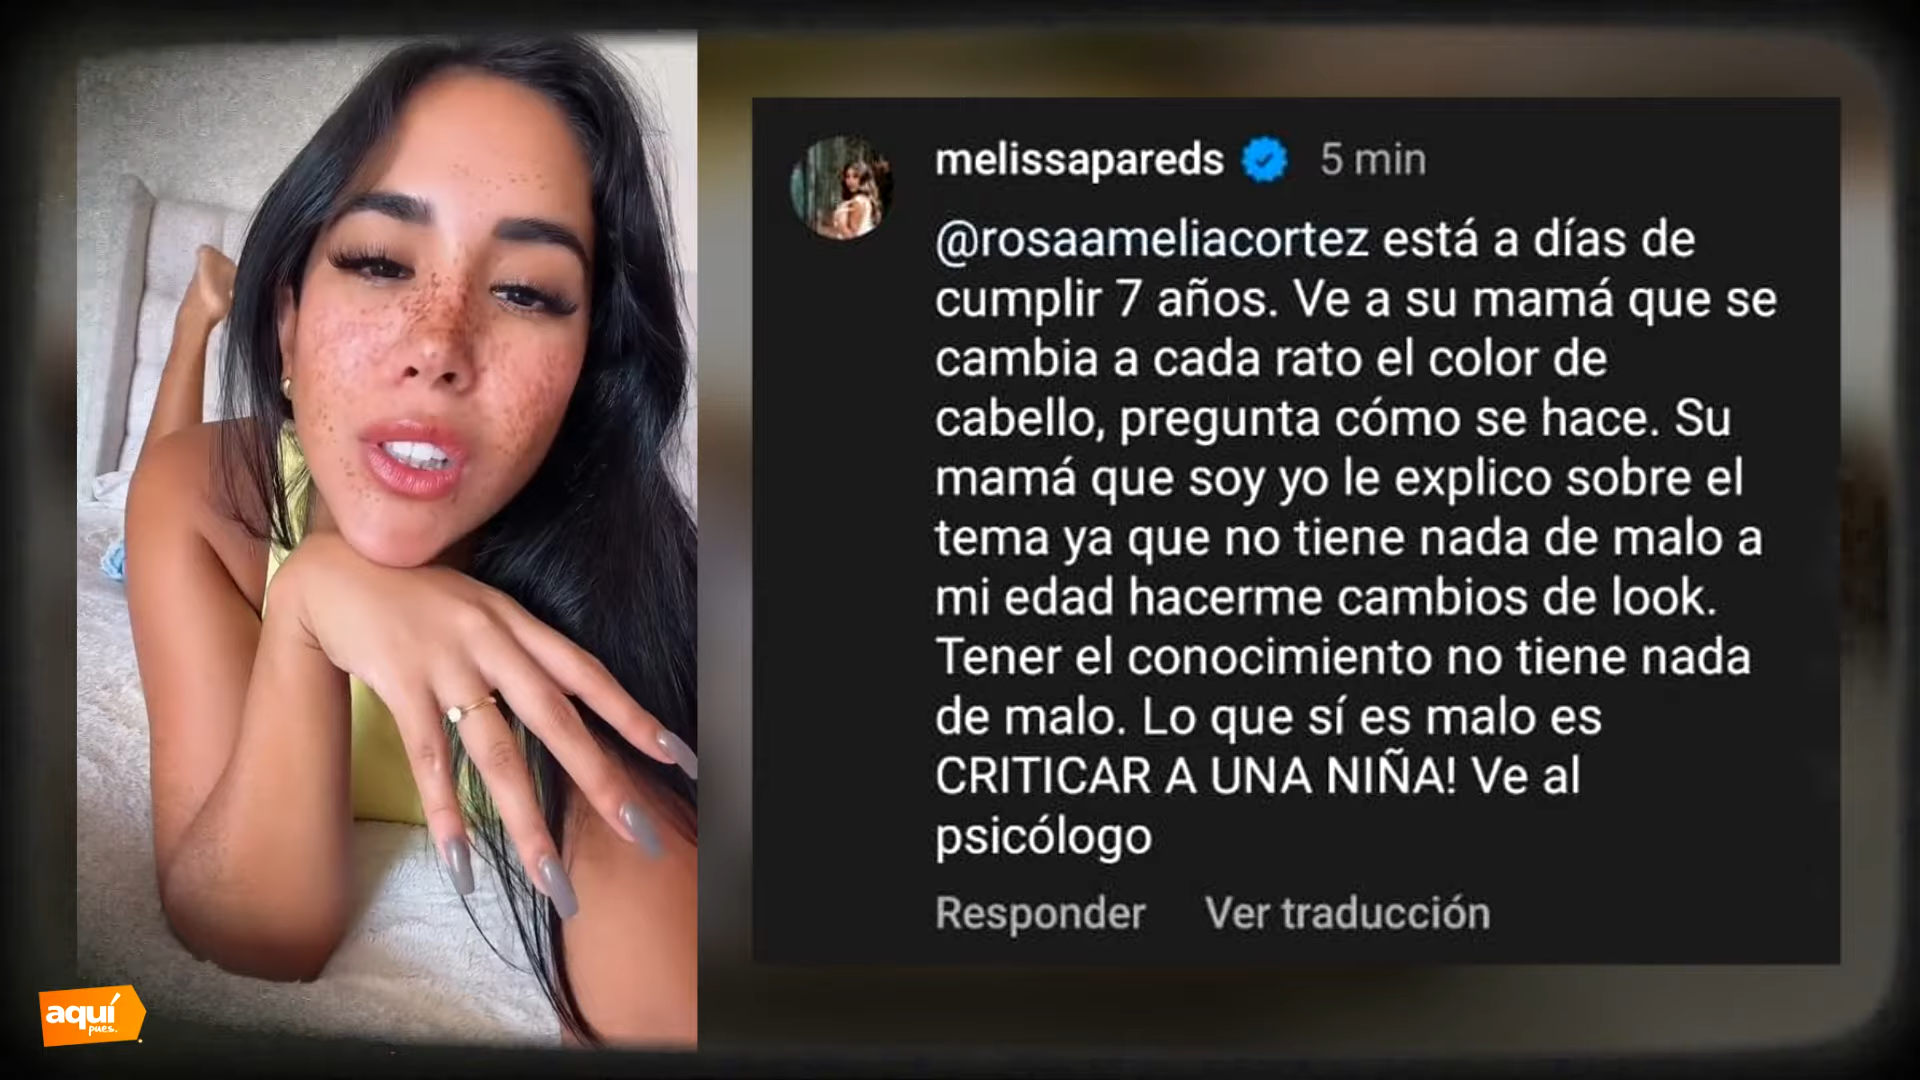 melissapareds 5 min
@rosaameliacortez está a días de
cumplir 7 años. Ve a su mamá que se
cambia a cada rato el color de
cabello, pregunta cómo se hace. Su
mamá que soy yo le explico sobre el
tema ya que no tiene nada de malo a
mi edad hacerme cambios de look.
Tener el conocimiento no tiene nada
de malo. Lo que sí es malo es
CRITICAR A UNA NIÑA! Ve al
psicólogo
Responder Ver traducción
aquí
pues.